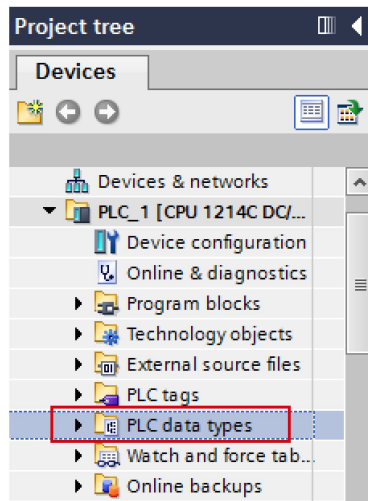 Project tree
Devices
Devices & networks
PLC_1 [CPU 1214C DC/...
Device configuration
Online & diagnostics
Program blocks
Technology objects
External source files
PLC tags
PLC data types
Watch and force tab...
Online backups